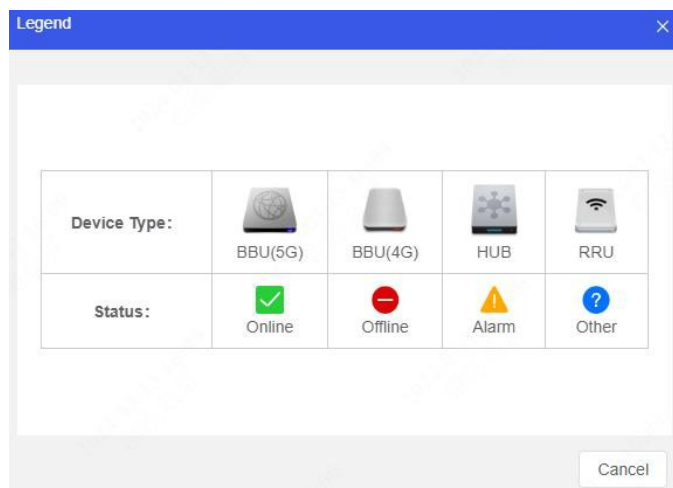 Legend
Device Type:
BBU(5G) BBU(4G) HUB RRU
Status:
Online Offline Alarm Other
Cancel